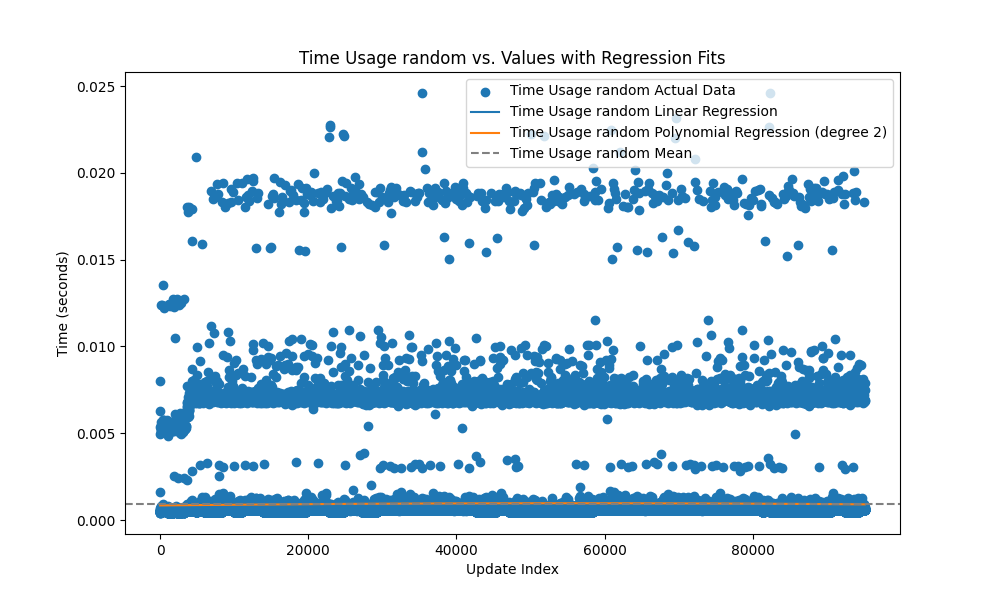 Time Usage random vs. Values with Regression Fits
0.025
0.020
0.015
0.010
0.005
0.000
Time (seconds)
Time Usage random Actual Data
Time Usage random Linear Regression
Time Usage random Polynomial Regression (degree 2)
Time Usage random Mean
0
20000
40000
60000
80000
Update Index